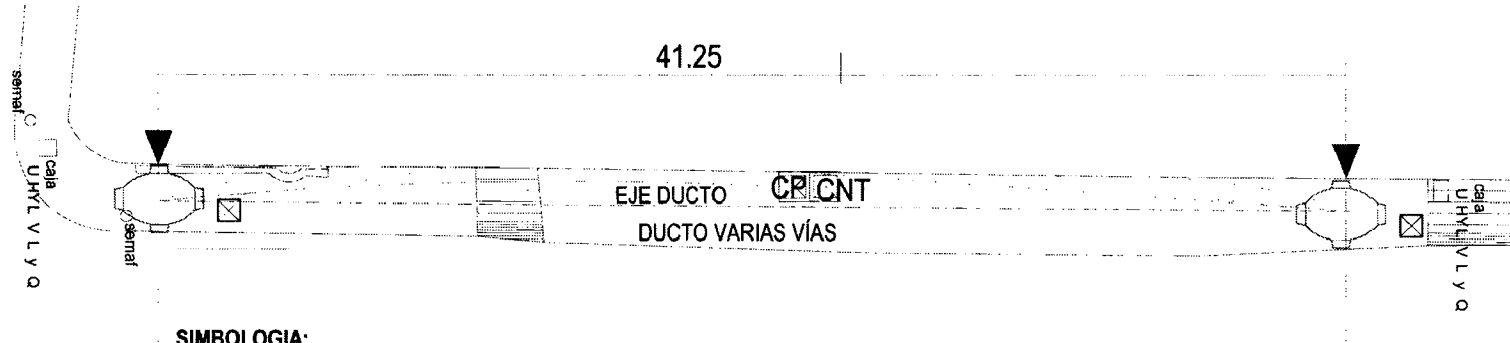 41.25
semaf
caja
semaf
EJE DUCTO
CP CNT
DUCTO VARIAS VÍAS
caja
SIMBOLOGIA: